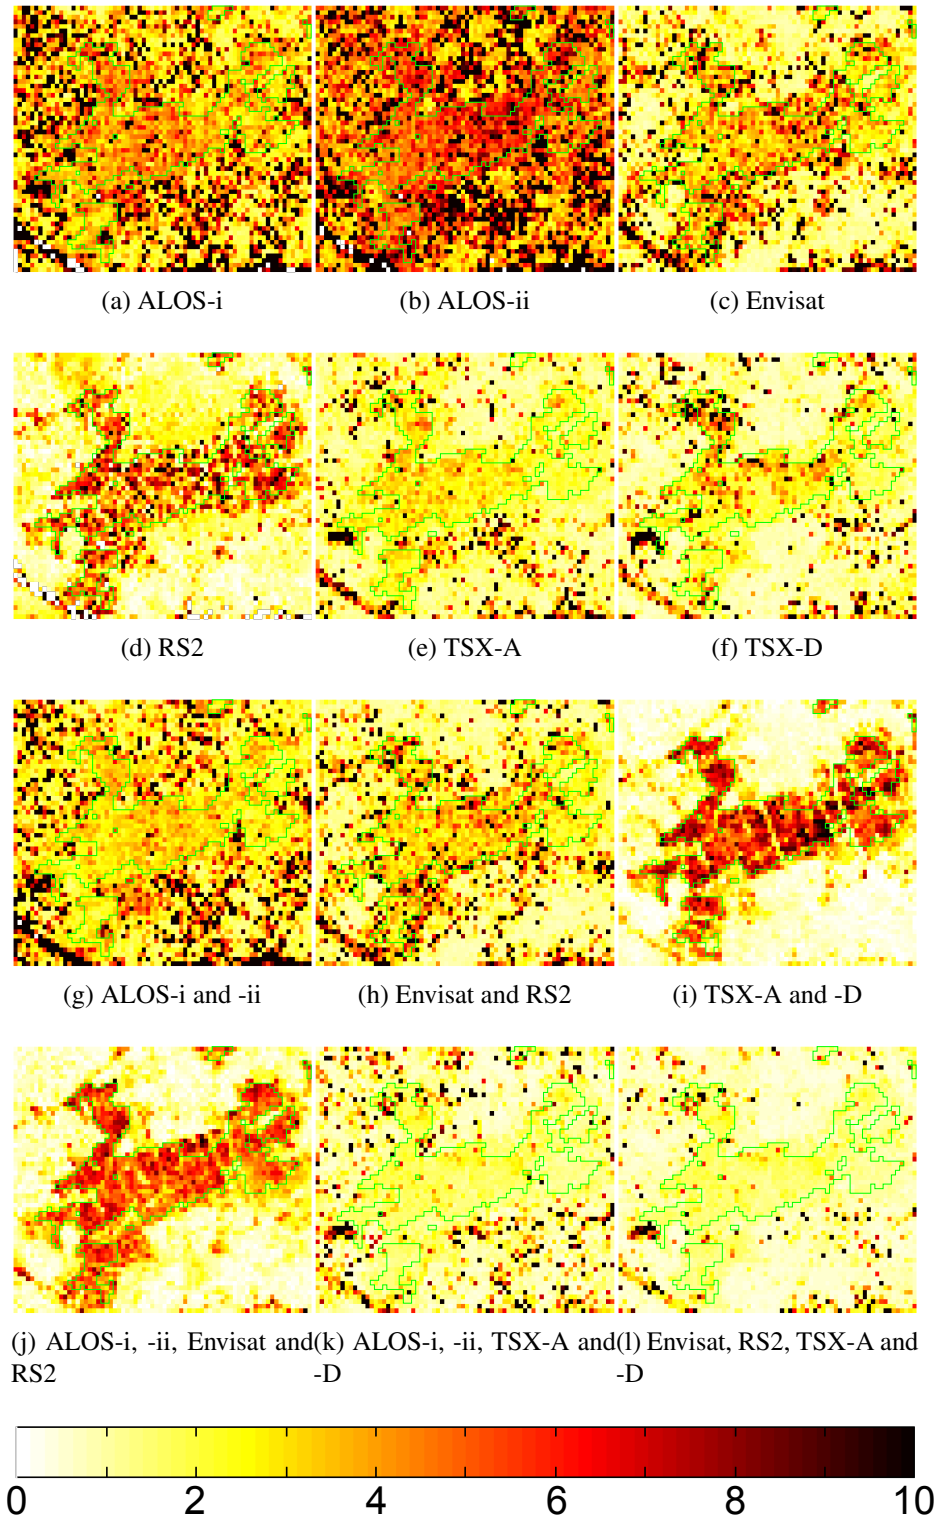 (a) ALOS-i (b) ALOS-ii (c) Envisat
(d) RS2 (e) TSX-A (f) TSX-D
(g) ALOS-i and -ii (h) Envisat and RS2 (i) TSX-A and -D
(j) ALOS-i, -ii, Envisat and(k) ALOS-i, -ii, TSX-A and(l) Envisat, RS2, TSX-A and
RS2 -D -D
0 2 4 6 8 10